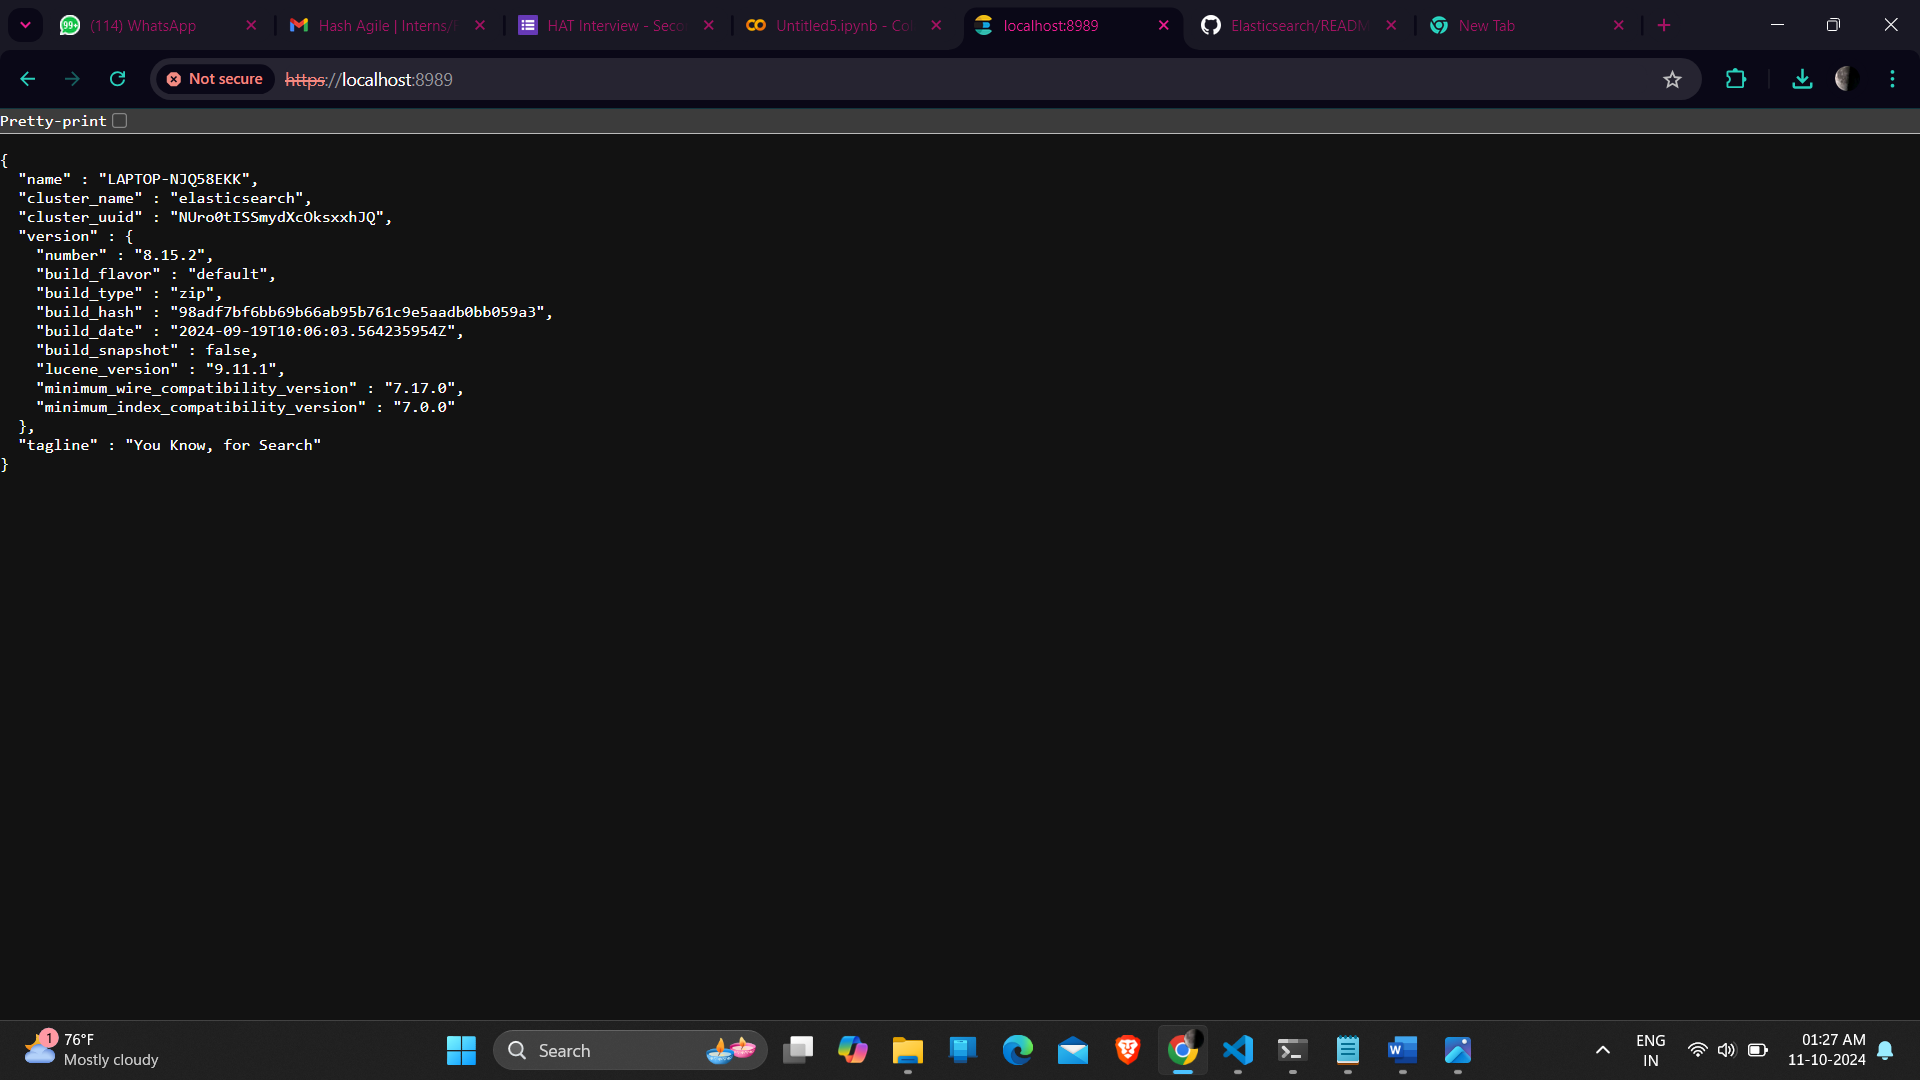 (114) WhatsApp
Hash Agile | Interns/
HAT Interview - Seco
Untitled5.ipynb - Col
localhost:8989
Elasticsearch/READM
New Tab
Not secure
https://localhost:8989
Pretty-print
{
"name" : "LAPTOP-NJQ58EKK",
"cluster_name" : "elasticsearch",
"cluster_uuid" : "NUro0tISSmydXcOksxxhJQ",
"version" : {
"number" : "8.15.2",
"build_flavor" : "default",
"build_type" : "zip",
"build_hash" : "98adf7bf6bb69b66ab95b761c9e5aadb0bb059a3",
"build_date" : "2024-09-19T10:06:03.564235954Z",
"build_snapshot" : false,
"lucene_version" : "9.11.1",
"minimum_wire_compatibility_version" : "7.17.0",
"minimum_index_compatibility_version" : "7.0.0"
},
"tagline" : "You Know, for Search"
}
1
76°F
Mostly cloudy
Search
ENG
IN
01:27 AM
11-10-2024